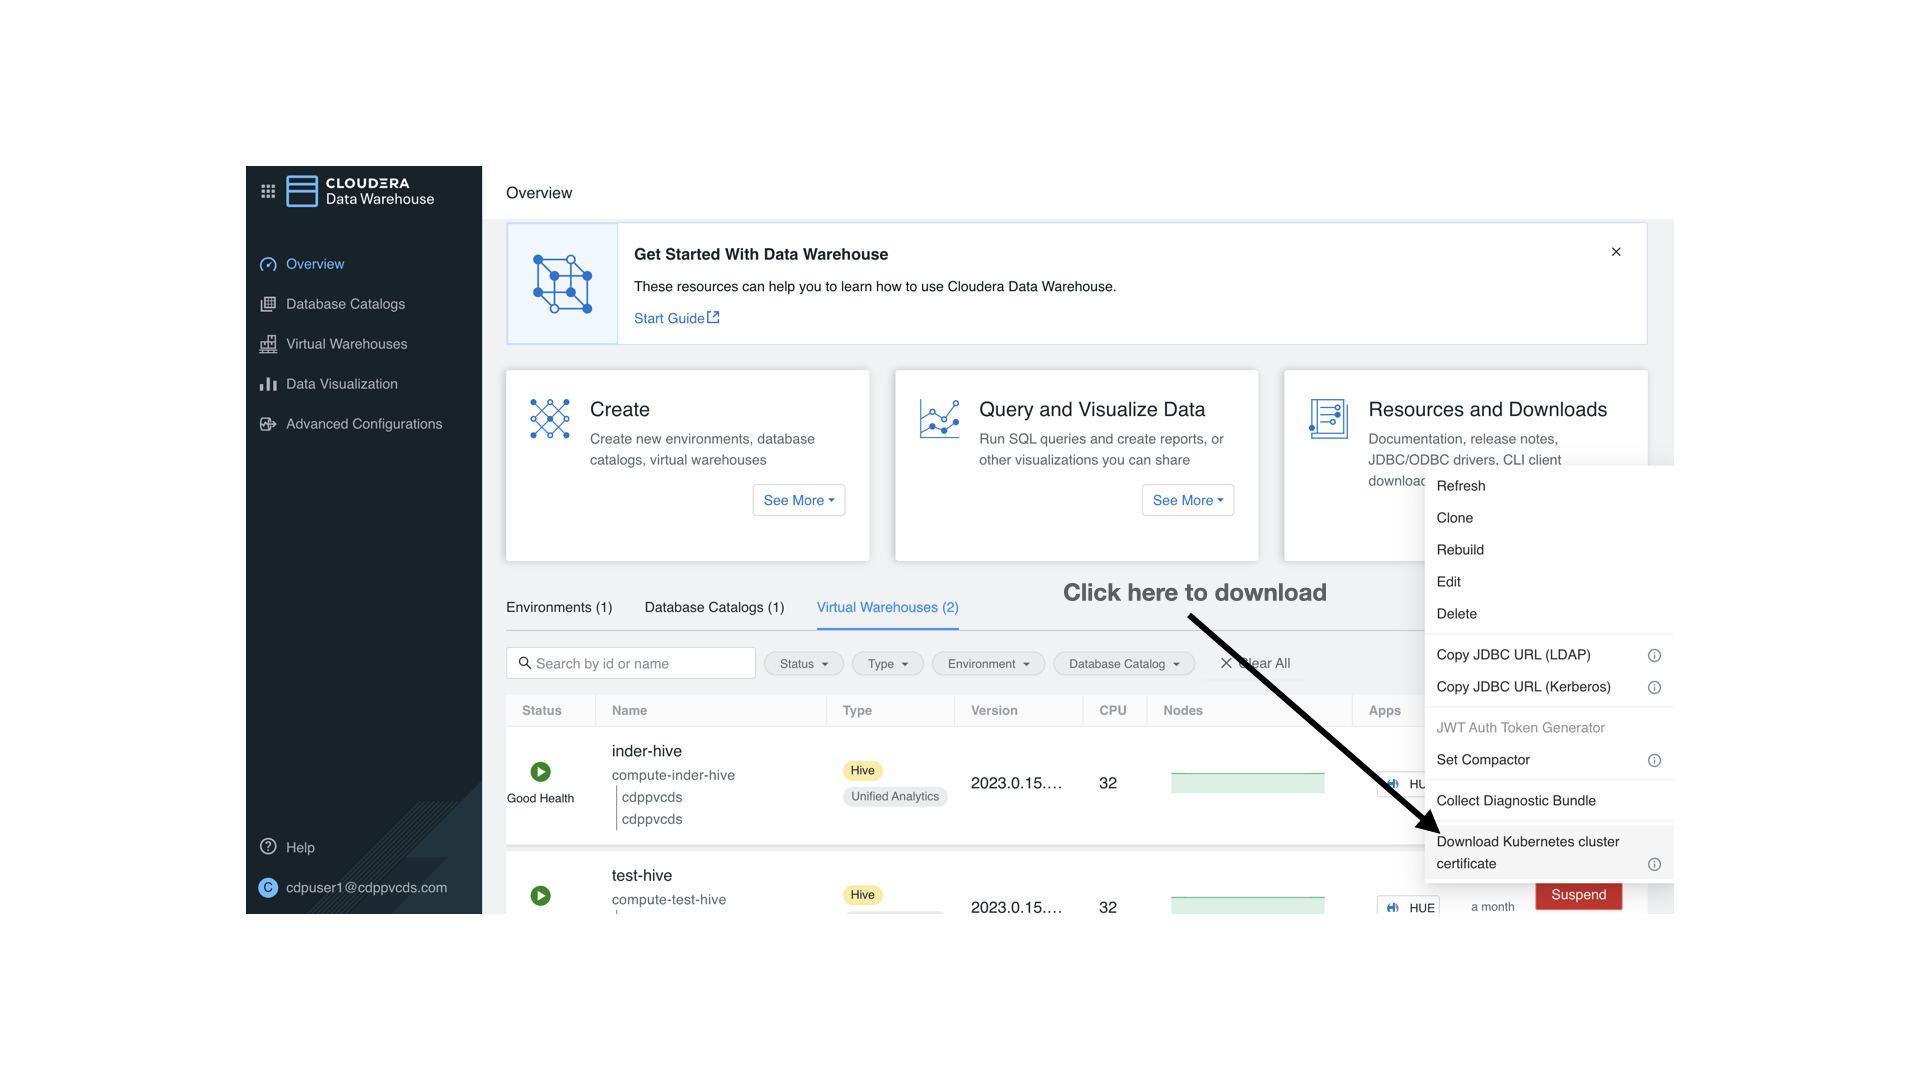 CLOUDERA
Data Warehouse
Overview
Database Catalogs
Virtual Warehouses
Data Visualization
Advanced Configurations
Help
C
cdpuser1@cdppvcds.com
Overview
Get Started With Data Warehouse
These resources can help you to learn how to use Cloudera Data Warehouse.
Start Guide
Create
Create new environments, database
catalogs, virtual warehouses
See More
Query and Visualize Data
Run SQL queries and create reports, or
other visualizations you can share
See More
Resources and Downloads
Documentation, release notes,
JDBC/ODBC drivers, CLI client
Click here to download
Environments (1) Database Catalogs (1) Virtual Warehouses (2)
Search by id or name Status Type Environment Database Catalog Clear All
Status Name Type Version CPU Nodes Apps
inder-hive
compute-inder-hive
cdppvcds
cdppvcds
Good Health
Hive
Unified Analytics
2023.0.15.... 32 HU
test-hive
compute-test-hive
Hive
2023.0.15.... 32 HUE a month Suspend
Refresh
Clone
Rebuild
Edit
Delete
Copy JDBC URL (LDAP)
Copy JDBC URL (Kerberos)
JWT Auth Token Generator
Set Compactor
Collect Diagnostic Bundle
Download Kubernetes cluster
certificate